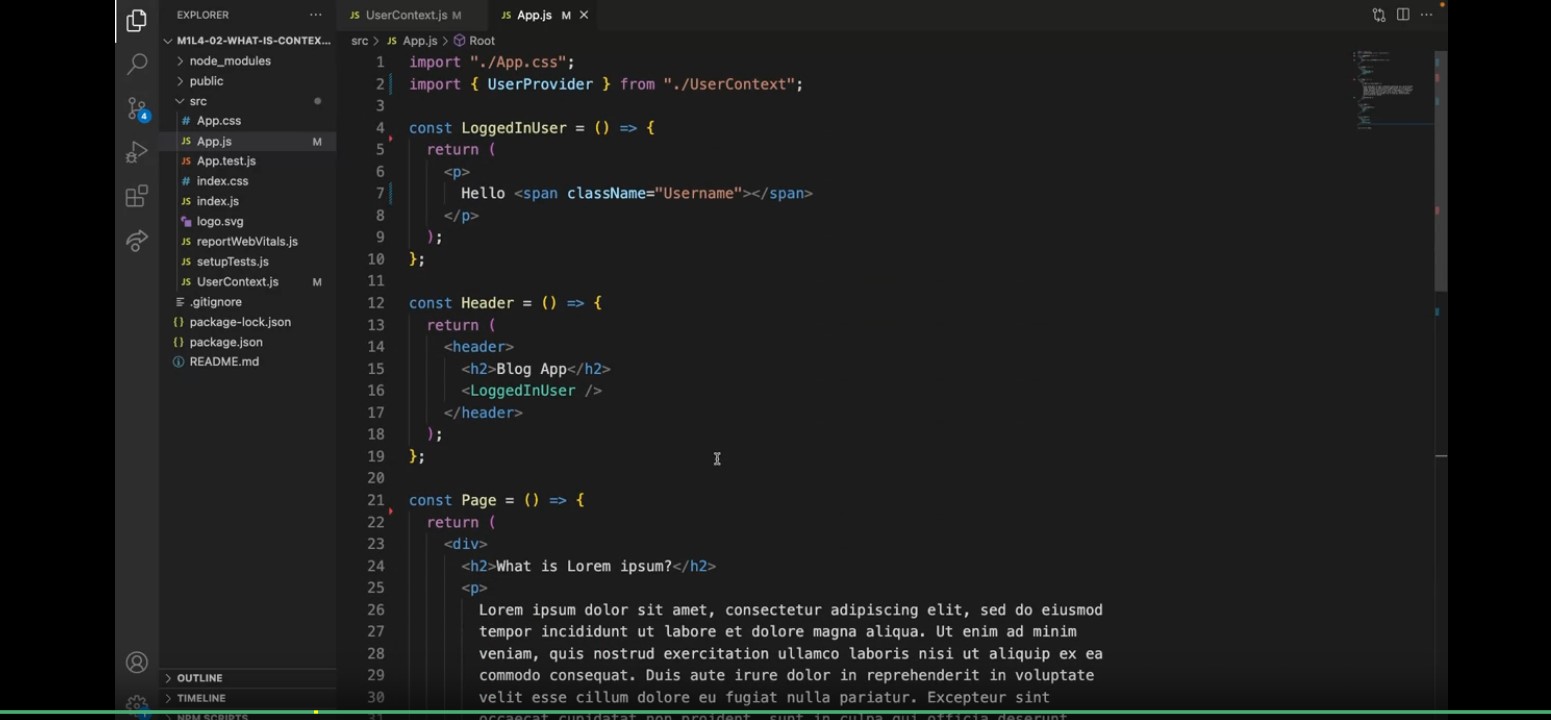 EXPLORER ···
M1L4-02-WHAT-IS-CONTEX...
node_modules
public
src
# App.css
JS App.js M
JS App.test.js
# index.css
JS index.js
logo.svg
JS reportWebVitals.js
JS setupTests.js
JS UserContext.js M
.gitignore
{} package-lock.json
{} package.json
README.md
OUTLINE
TIMELINE
NPM SCRIPTS
4
JS UserContext.js M
JS App.js M
src > JS App.js > Root
1 import "./App.css";
2 import { UserProvider } from "./UserContext";
3
4 const LoggedInUser = () => {
5 return (
6 <p>
7 Hello <span className="Username"></span>
8 </p>
9 );
10 };
11
12 const Header = () => {
13 return (
14 <header>
15 <h2>Blog App</h2>
16 <LoggedInUser />
17 </header>
18 );
19 };
20
21 const Page = () => {
22 return (
23 <div>
24 <h2>What is Lorem ipsum?</h2>
25 <p>
26 Lorem ipsum dolor sit amet, consectetur adipiscing elit, sed do eiusmod
27 tempor incididunt ut labore et dolore magna aliqua. Ut enim ad minim
28 veniam, quis nostrud exercitation ullamco laboris nisi ut aliquip ex ea
29 commodo consequat. Duis aute irure dolor in reprehenderit in voluptate
30 velit esse cillum dolore eu fugiat nulla pariatur. Excepteur sint
31 occaecat cupidatat non proident, sunt in culpa qui officia deserunt